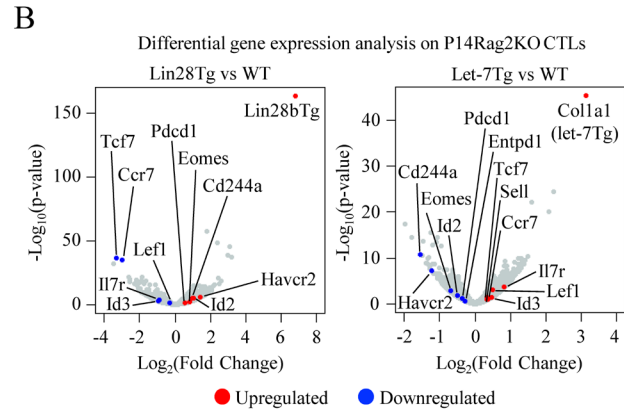 B
Differential gene expression analysis on P14Rag2KO CTLs
Lin28Tg vs WT
Let-7Tg vs WT
-Log10(p-value)
150
100
50
0
Lin28bTg
Tcf7
Ccr7
Pdcd1
Eomes
Cd244a
Lef1
Il7r
Id3
Havcr2
Id2
-4 -2 0 2 4 6 8
Log2(Fold Change)
-Log10(p-value)
40
30
20
10
0
Col1a1
(let-7Tg)
Pdcd1
Entpd1
Tcf7
Sell
Ccr7
Cd244a
Eomes
Id2
Havcr2
Il7r
Lef1
Id3
-2 -1 0 1 2 3 4
Log2(Fold Change)
Upregulated
Downregulated